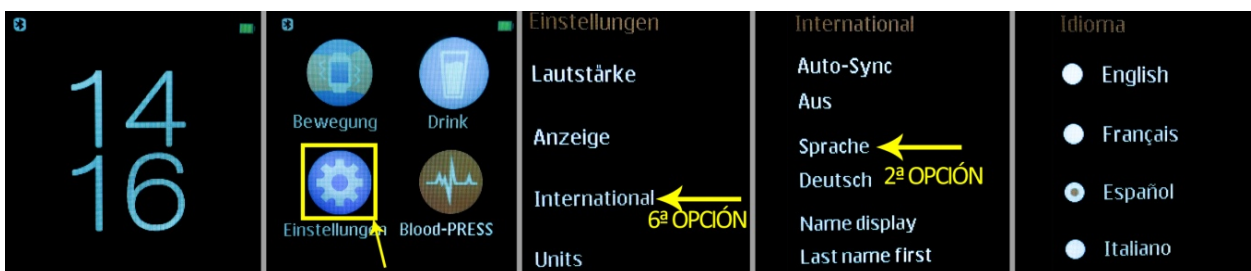 14
16
Bewegung
Drink
Einstellungen
Blood-PRESS
Einstellungen
Lautstärke
Anzeige
International
6ª OPCIÓN
Units
International
Auto-Sync
Aus
Sprache
Deutsch
2ª OPCIÓN
Name display
Last name first
Idioma
English
Français
Español
Italiano